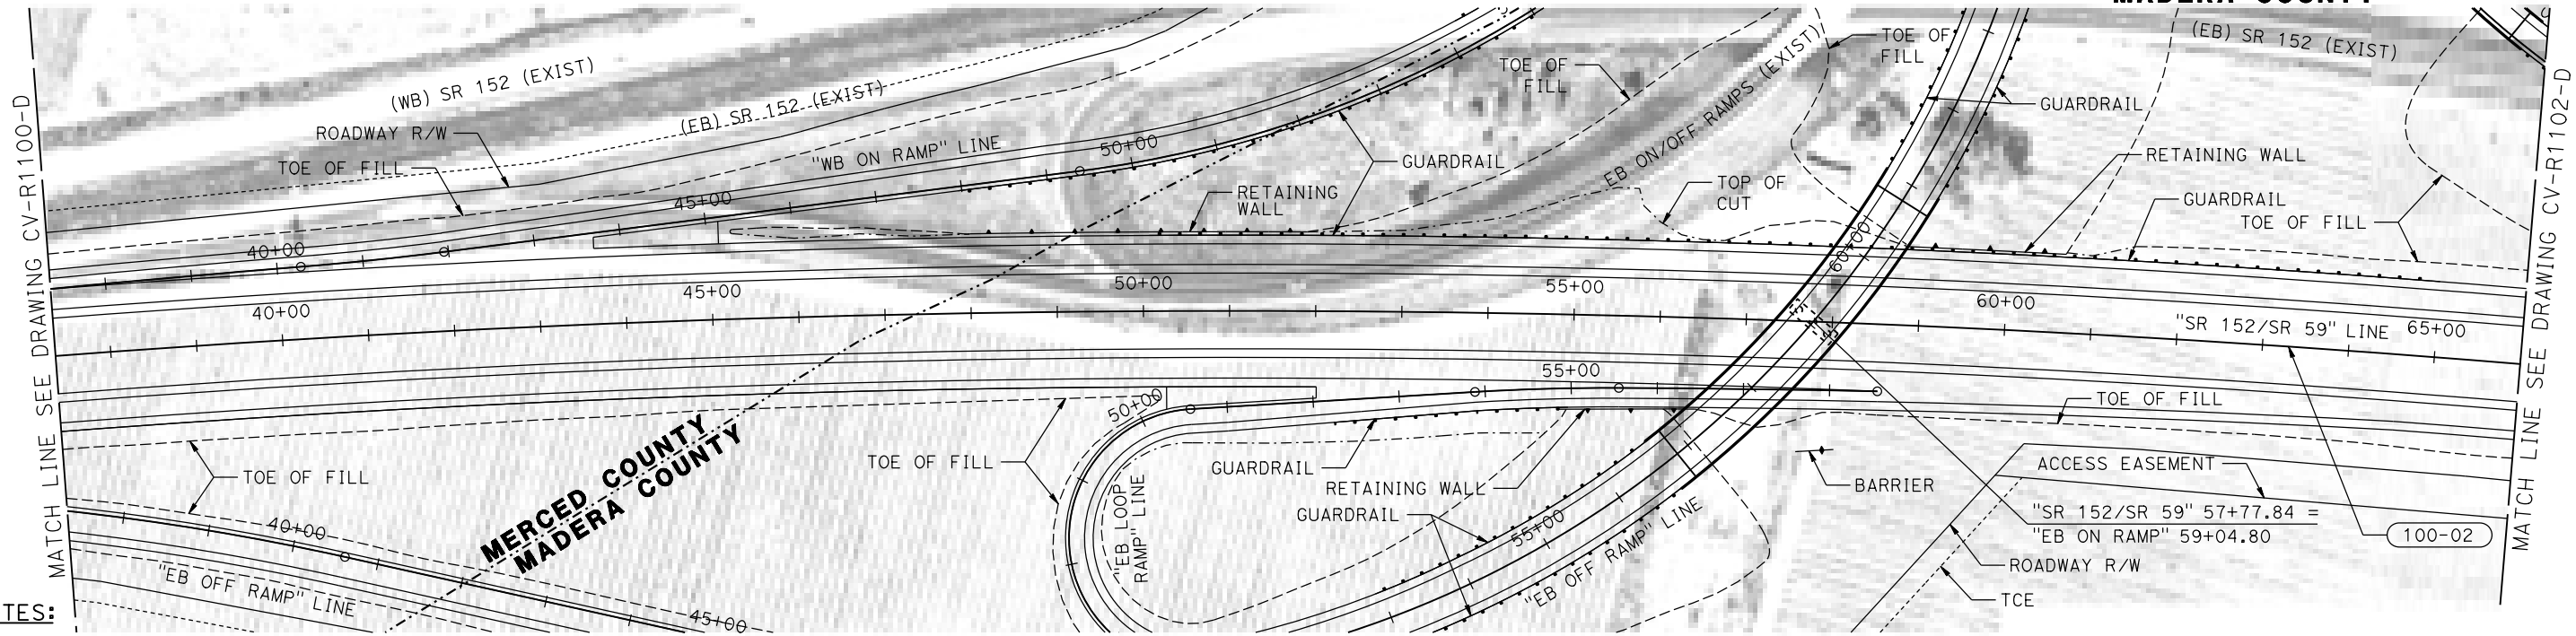 MADERA COUNTY
(WB) SR 152 (EXIST)
(EB) SR 152 (EXIST)
(EB) SR 152 (EXIST)
ROADWAY R/W
TOE OF FILL
"WB ON RAMP" LINE
50+00
45+00
40+00
GUARDRAIL
RETAINING
WALL
TOE OF
FILL
EB ON/OFF RAMPS (EXIST)
TOP OF
CUT
TOE OF
FILL
GUARDRAIL
RETAINING WALL
GUARDRAIL
TOE OF FILL
60+00
MATCH LINE SEE DRAWING CV-R1100-D
MATCH LINE SEE DRAWING CV-R1102-D
40+00
45+00
50+00
55+00
60+00
"SR 152/SR 59" LINE
65+00
55+00
50+00
TOE OF FILL
TOE OF FILL
MERCED COUNTY
MADERA COUNTY
TOE OF FILL
GUARDRAIL
RETAINING WALL
GUARDRAIL
"EB LOOP
RAMP" LINE
55+00
"EB OFF RAMP" LINE
BARRIER
ACCESS EASEMENT
"SR 152/SR 59" 57+77.84 =
"EB ON RAMP" 59+04.80
100-02
ROADWAY R/W
TCE
40+00
"EB OFF RAMP" LINE
45+00
TES: